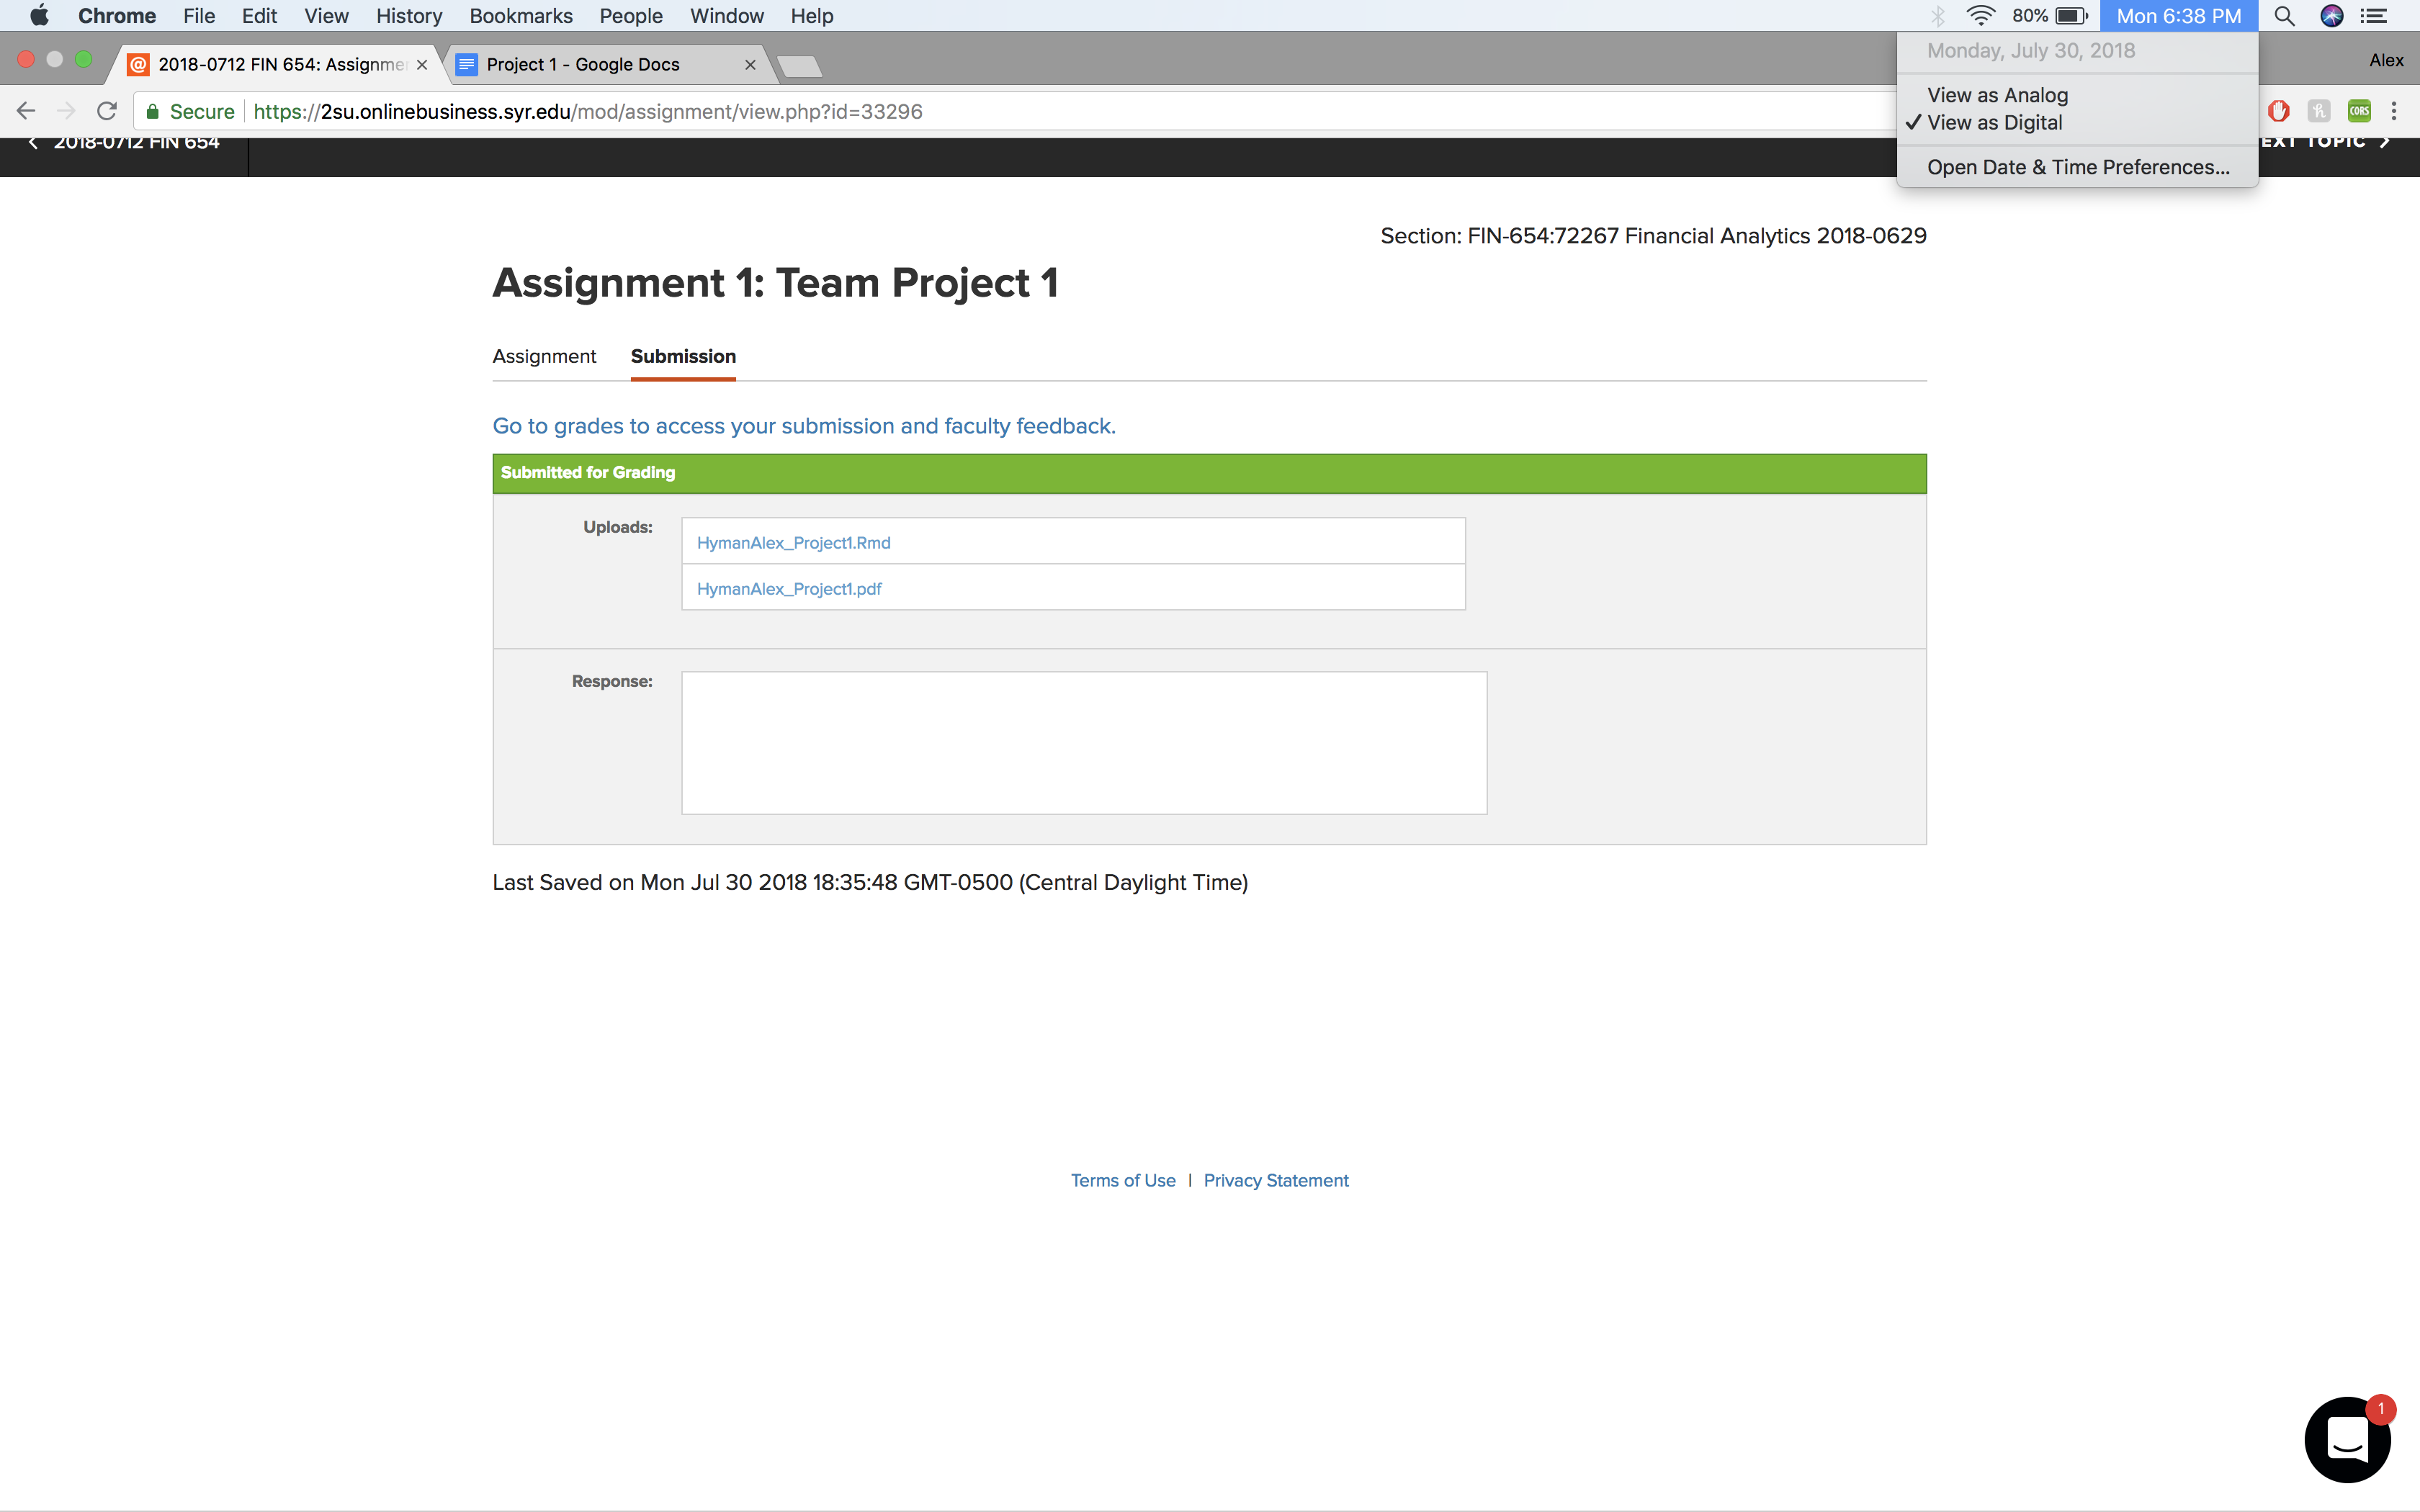 Chrome File Edit View History Bookmarks People Window Help 80% Mon 6:38 PM
2018-0712 FIN 654: Assignme Project 1 - Google Docs Alex
Monday, July 30, 2018
View as Analog
View as Digital
Open Date & Time Preferences...
Secure https://2su.onlinebusiness.syr.edu/mod/assignment/view.php?id=33296 CORS
2018-0712 FIN 654 EXT TOPIC
Section: FIN-654:72267 Financial Analytics 2018-0629
Assignment 1: Team Project 1
Assignment Submission
Go to grades to access your submission and faculty feedback.
Submitted for Grading
Uploads:
HymanAlex_Project1.Rmd
HymanAlex_Project1.pdf
Response:
Last Saved on Mon Jul 30 2018 18:35:48 GMT-0500 (Central Daylight Time)
Terms of Use | Privacy Statement
1